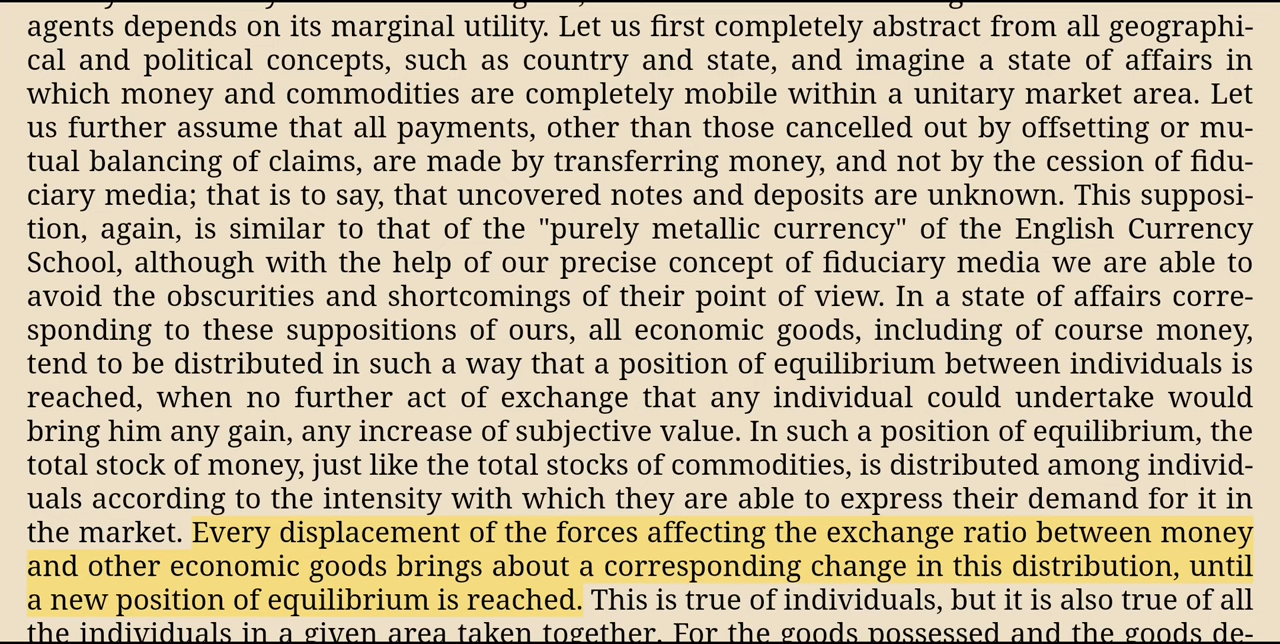 agents depends on its marginal utility. Let us first completely abstract from all geographi-
cal and political concepts, such as country and state, and imagine a state of affairs in
which money and commodities are completely mobile within a unitary market area. Let
us further assume that all payments, other than those cancelled out by offsetting or mu-
tual balancing of claims, are made by transferring money, and not by the cession of fidu-
ciary media; that is to say, that uncovered notes and deposits are unknown. This supposi-
tion, again, is similar to that of the "purely metallic currency" of the English Currency
School, although with the help of our precise concept of fiduciary media we are able to
avoid the obscurities and shortcomings of their point of view. In a state of affairs corre-
sponding to these suppositions of ours, all economic goods, including of course money,
tend to be distributed in such a way that a position of equilibrium between individuals is
reached, when no further act of exchange that any individual could undertake would
bring him any gain, any increase of subjective value. In such a position of equilibrium, the
total stock of money, just like the total stocks of commodities, is distributed among individ-
uals according to the intensity with which they are able to express their demand for it in
the market. Every displacement of the forces affecting the exchange ratio between money
and other economic goods brings about a corresponding change in this distribution, until
a new position of equilibrium is reached. This is true of individuals, but it is also true of all
the individuals in a given area taken together. For the goods possessed and the goods de-